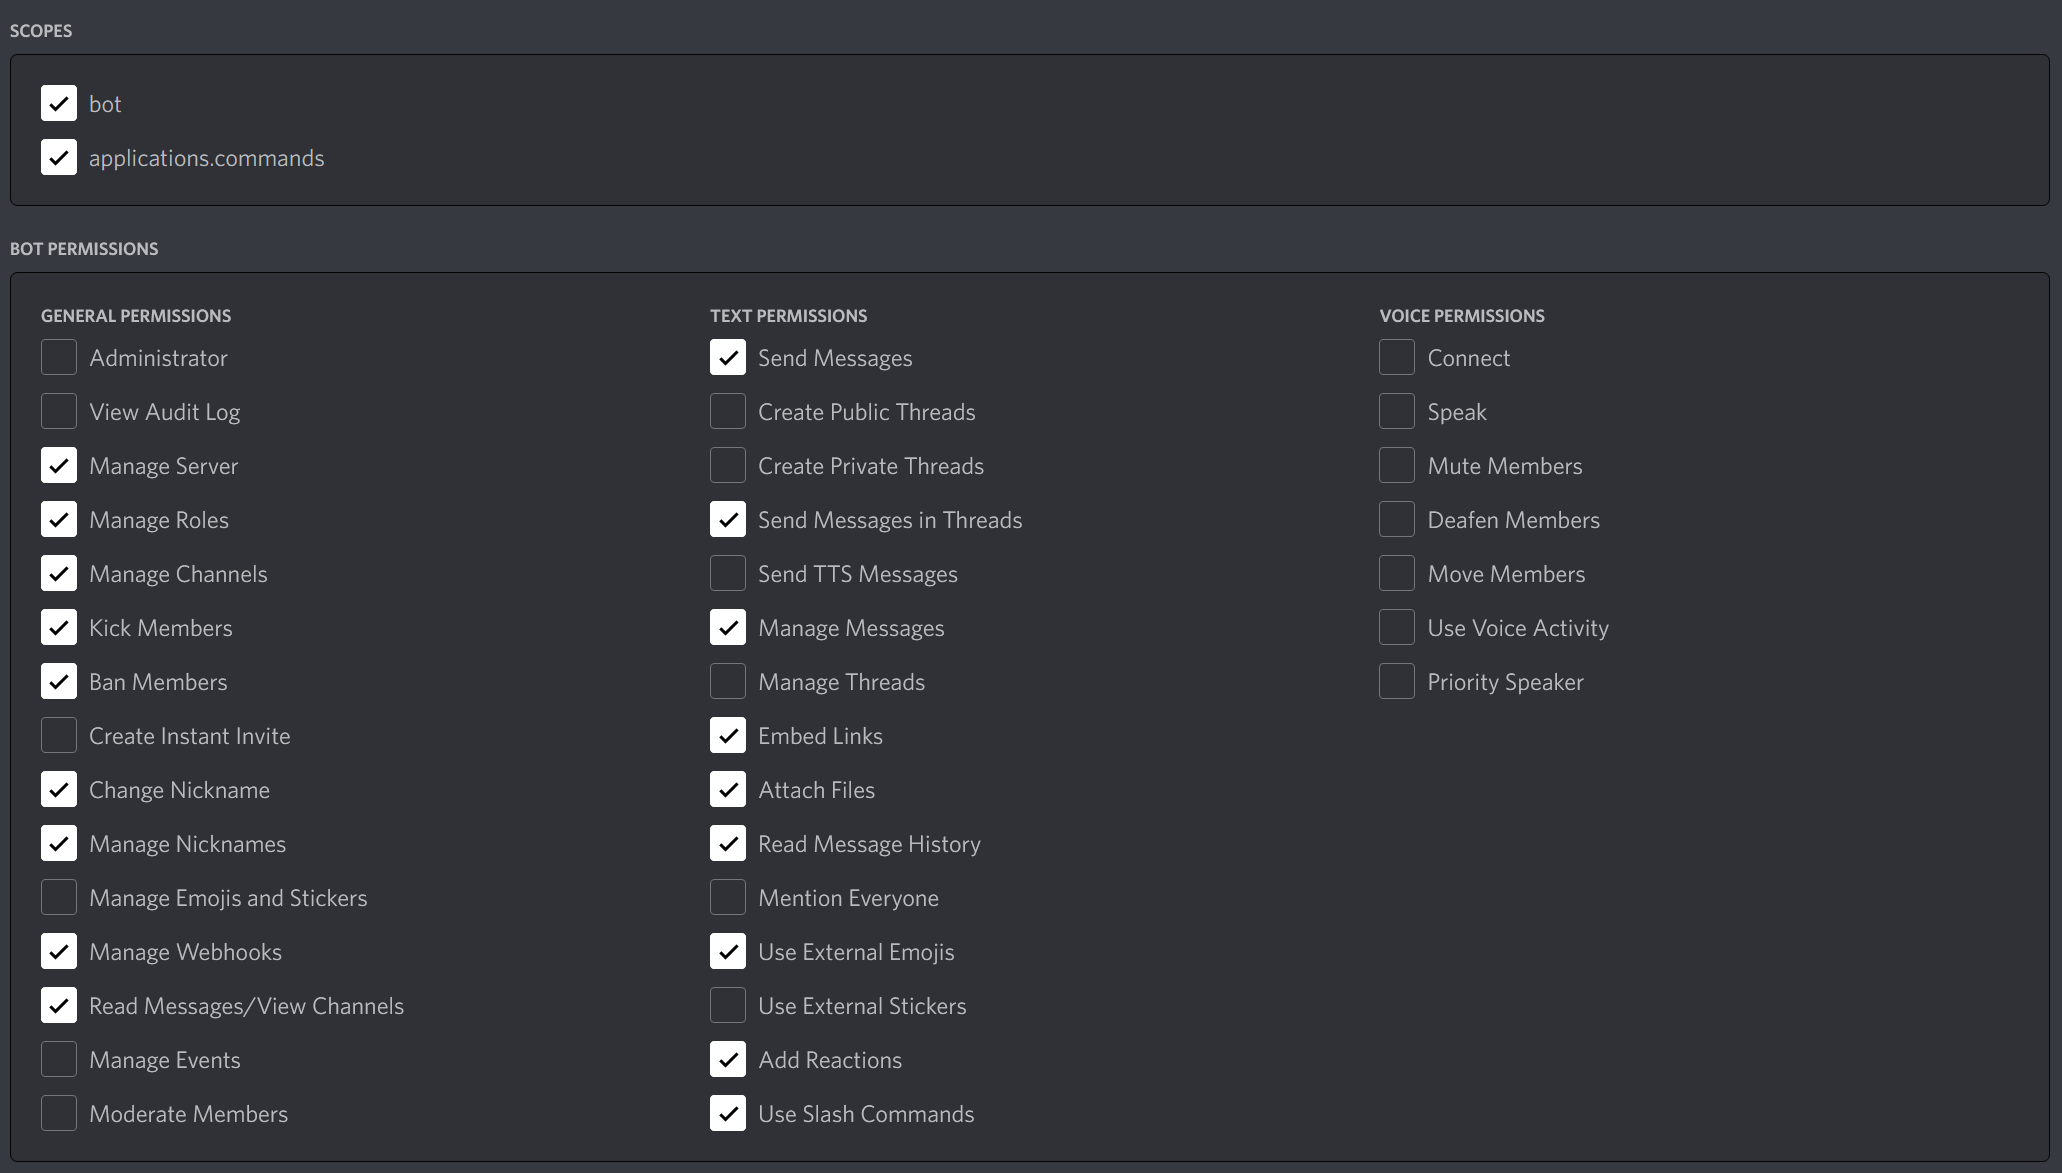 SCOPES
bot
applications.commands
BOT PERMISSIONS
GENERAL PERMISSIONS
Administrator
View Audit Log
Manage Server
Manage Roles
Manage Channels
Kick Members
Ban Members
Create Instant Invite
Change Nickname
Manage Nicknames
Manage Emojis and Stickers
Manage Webhooks
Read Messages/View Channels
Manage Events
Moderate Members
TEXT PERMISSIONS
Send Messages
Create Public Threads
Create Private Threads
Send Messages in Threads
Send TTS Messages
Manage Messages
Manage Threads
Embed Links
Attach Files
Read Message History
Mention Everyone
Use External Emojis
Use External Stickers
Add Reactions
Use Slash Commands
VOICE PERMISSIONS
Connect
Speak
Mute Members
Deafen Members
Move Members
Use Voice Activity
Priority Speaker